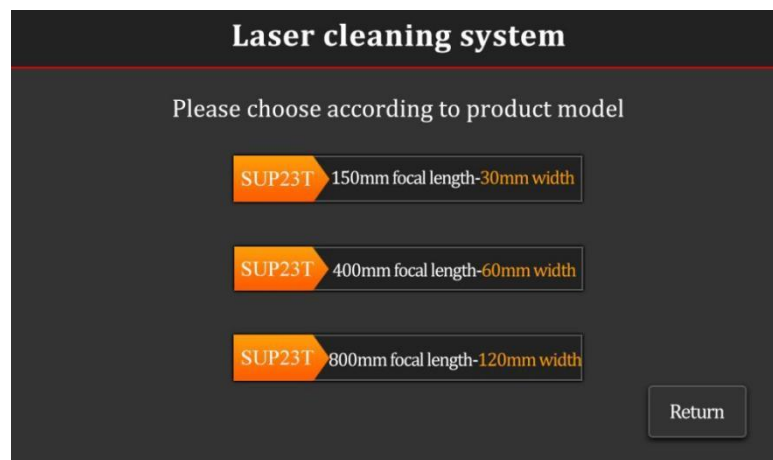 Laser cleaning system
Please choose according to product model
SUP23T 150mm focal length-30mm width
SUP23T 400mm focal length-60mm width
SUP23T 800mm focal length-120mm width
Return